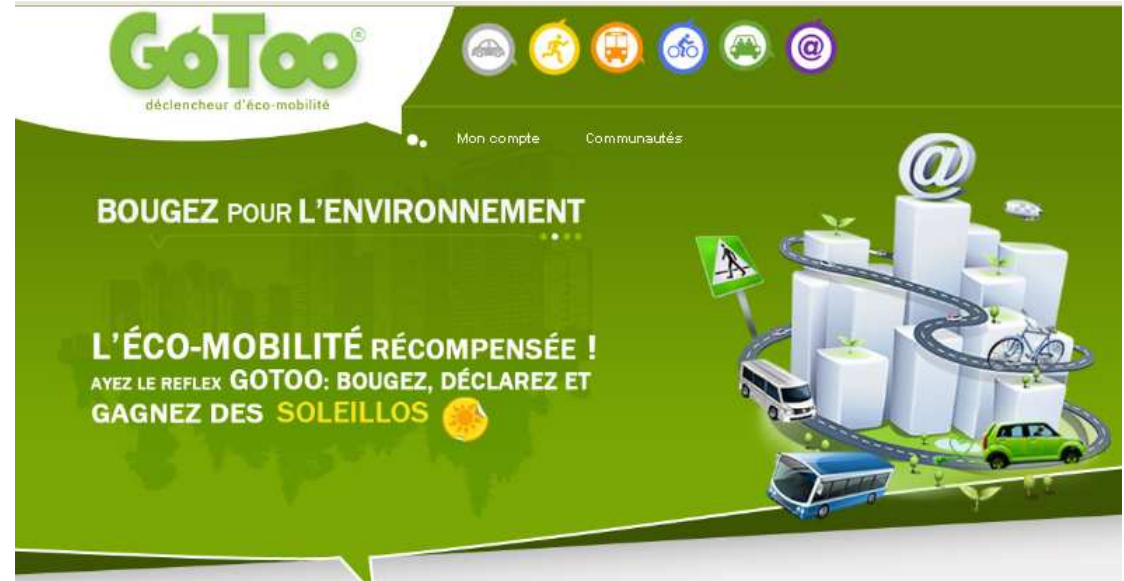 GoToo®
déclencheur d'éco-mobilité
@
Mon compte Communautés
@
BOUGEZ POUR L'ENVIRONNEMENT
L'ÉCO-MOBILITÉ RÉCOMPENSÉE !
AYEZ LE REFLEX GOTOO: BOUGEZ, DÉCLAREZ ET
GAGNEZ DES SOLEILLOS